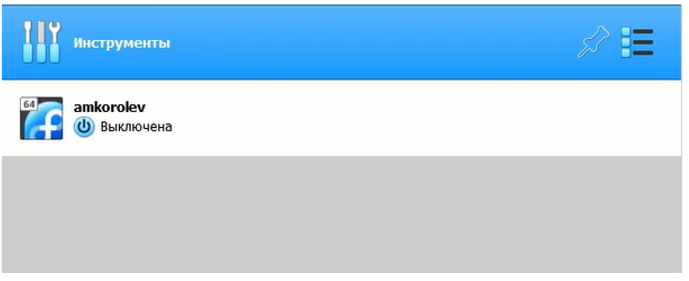 Инструменты
64
amkorolev
Выключена